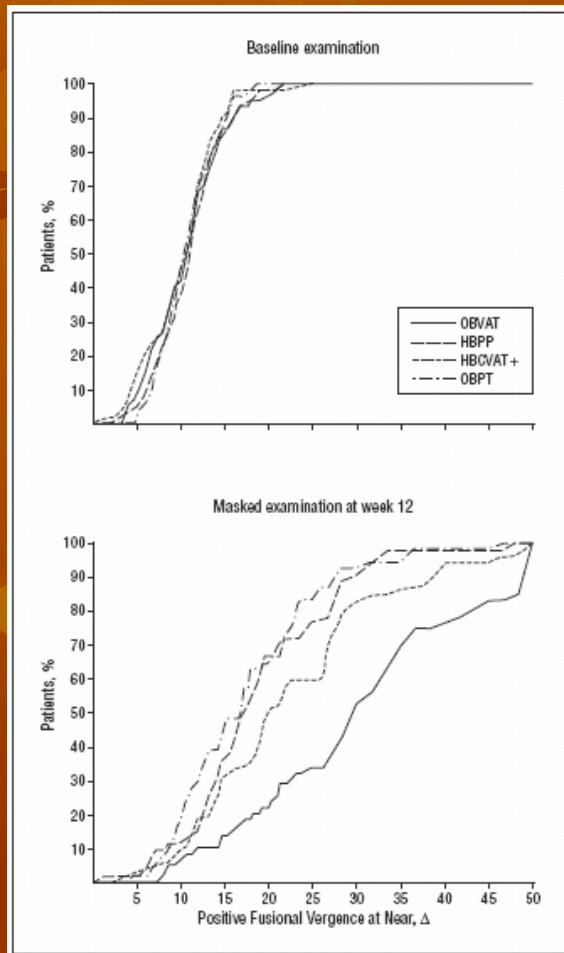 Baseline examination
100
90
80
70
60
50
40
30
20
10
Patients, %
OBVAT
HBPP
HBCVAT+
OBPT
Masked examination at week 12
100
90
80
70
60
50
40
30
20
10
Patients, %
5 10 15 20 25 30 35 40 45 50
Positive Fusional Vergence at Near, Δ